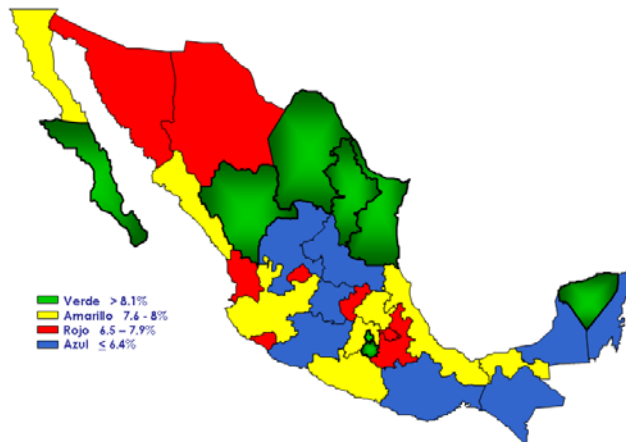 Verde > 8.1%
Amarillo 7.6 - 8%
Rojo 6.5 – 7.9%
Azul ≤ 6.4%